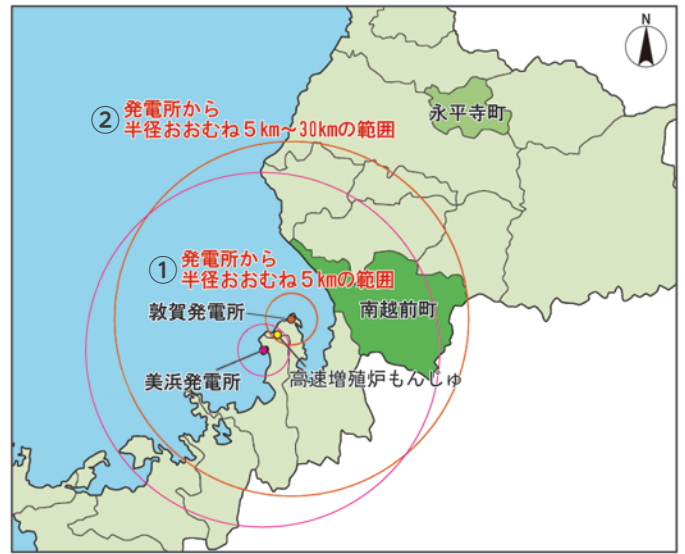 N
② 発電所から
半径おおむね5km～30kmの範囲
永平寺町
① 発電所から
半径おおむね5kmの範囲
敦賀発電所
南越前町
美浜発電所
高速増殖炉もんじゅ